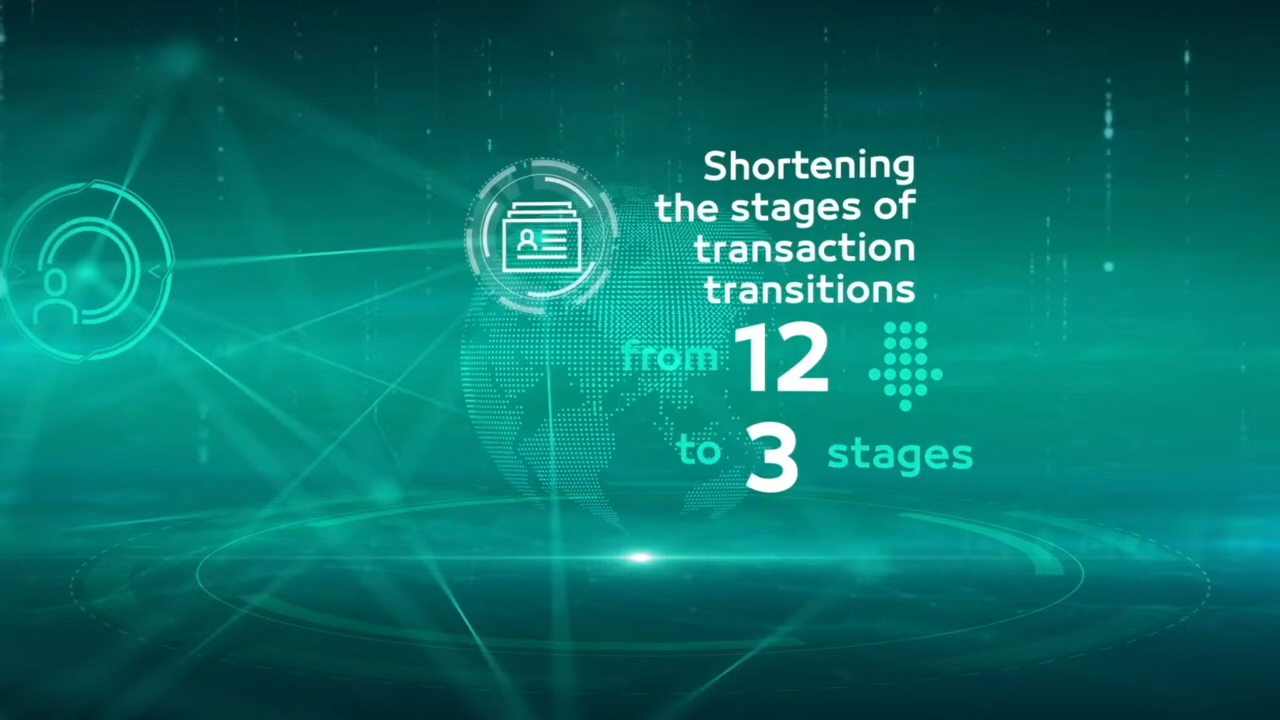 Shortening
the stages of
transaction
transitions
from 12
to 3 stages